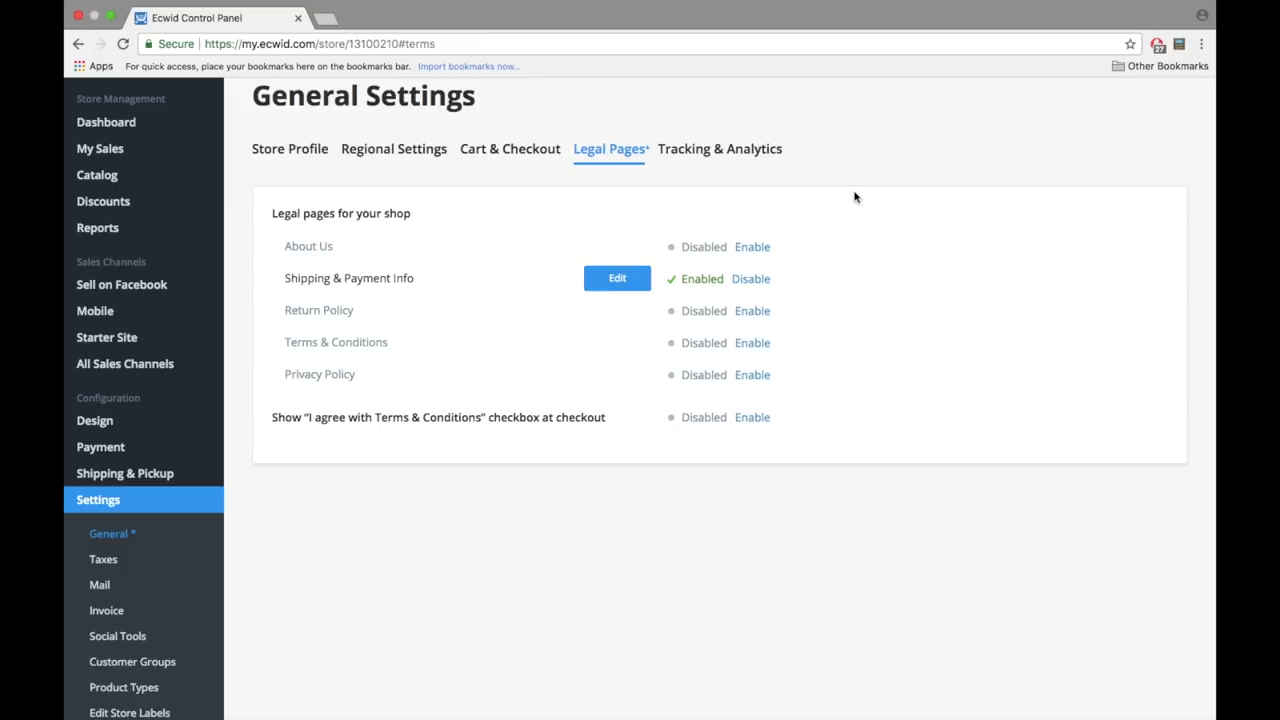 Ecwid Control Panel
Secure https://my.ecwid.com/store/13100210#terms
27
Apps For quick access, place your bookmarks here on the bookmarks bar. Import bookmarks now... Other Bookmarks
Store Management
Dashboard
My Sales
Catalog
Discounts
Reports
Sales Channels
Sell on Facebook
Mobile
Starter Site
All Sales Channels
Configuration
Design
Payment
Shipping & Pickup
Settings
General *
Taxes
Mail
Invoice
Social Tools
Customer Groups
Product Types
Edit Store Labels
General Settings
Store Profile Regional Settings Cart & Checkout Legal Pages* Tracking & Analytics
Legal pages for your shop
About Us Disabled Enable
Shipping & Payment Info Edit Enabled Disable
Return Policy Disabled Enable
Terms & Conditions Disabled Enable
Privacy Policy Disabled Enable
Show “I agree with Terms & Conditions” checkbox at checkout Disabled Enable